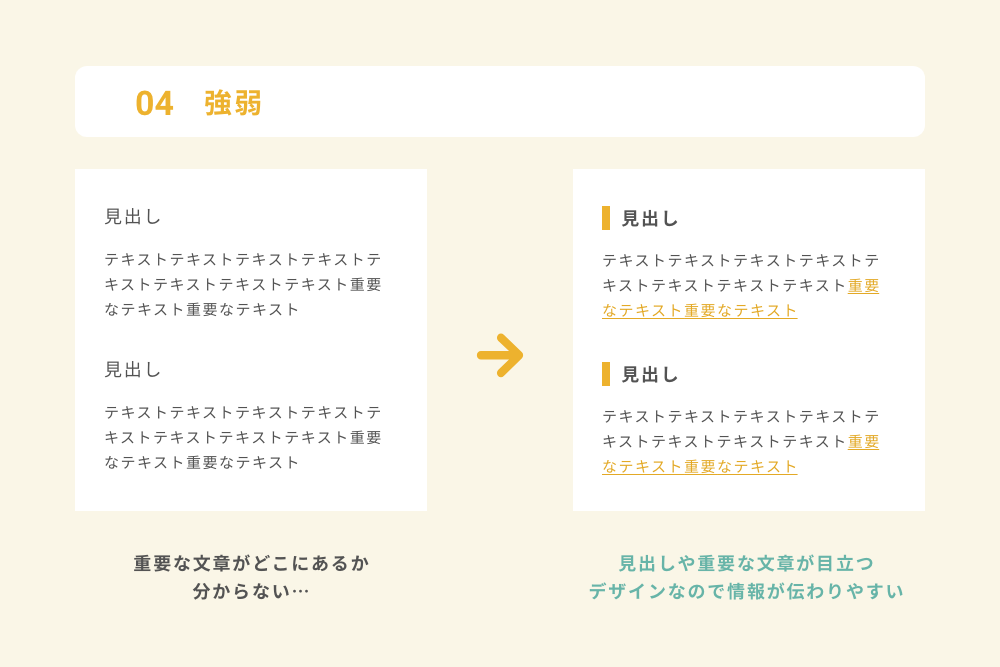 04 強弱
見出し
テキストテキストテキストテキストテ
キストテキストテキストテキスト重要
なテキスト重要なテキスト
見出し
テキストテキストテキストテキストテ
キストテキストテキストテキスト重要
なテキスト重要なテキスト
重要な文章がどこにあるか
分からない…
見出し
テキストテキストテキストテキストテ
キストテキストテキストテキスト重要
なテキスト重要なテキスト
見出し
テキストテキストテキストテキストテ
キストテキストテキストテキスト重要
なテキスト重要なテキスト
見出しや重要な文章が目立つ
デザインなので情報が伝わりやすい